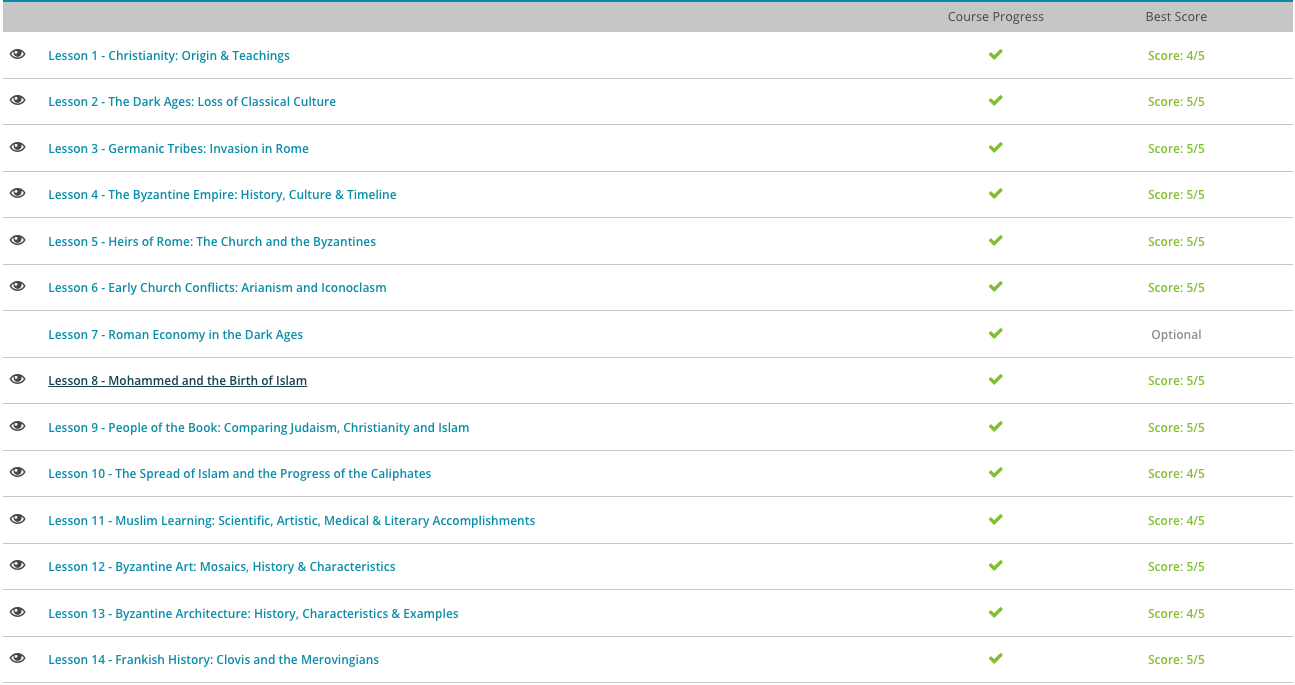 Course Progress Best Score
Lesson 1 - Christianity: Origin & Teachings Score: 4/5
Lesson 2 - The Dark Ages: Loss of Classical Culture Score: 5/5
Lesson 3 - Germanic Tribes: Invasion in Rome Score: 5/5
Lesson 4 - The Byzantine Empire: History, Culture & Timeline Score: 5/5
Lesson 5 - Heirs of Rome: The Church and the Byzantines Score: 5/5
Lesson 6 - Early Church Conflicts: Arianism and Iconoclasm Score: 5/5
Lesson 7 - Roman Economy in the Dark Ages Optional
Lesson 8 - Mohammed and the Birth of Islam Score: 5/5
Lesson 9 - People of the Book: Comparing Judaism, Christianity and Islam Score: 5/5
Lesson 10 - The Spread of Islam and the Progress of the Caliphates Score: 4/5
Lesson 11 - Muslim Learning: Scientific, Artistic, Medical & Literary Accomplishments Score: 4/5
Lesson 12 - Byzantine Art: Mosaics, History & Characteristics Score: 5/5
Lesson 13 - Byzantine Architecture: History, Characteristics & Examples Score: 4/5
Lesson 14 - Frankish History: Clovis and the Merovingians Score: 5/5